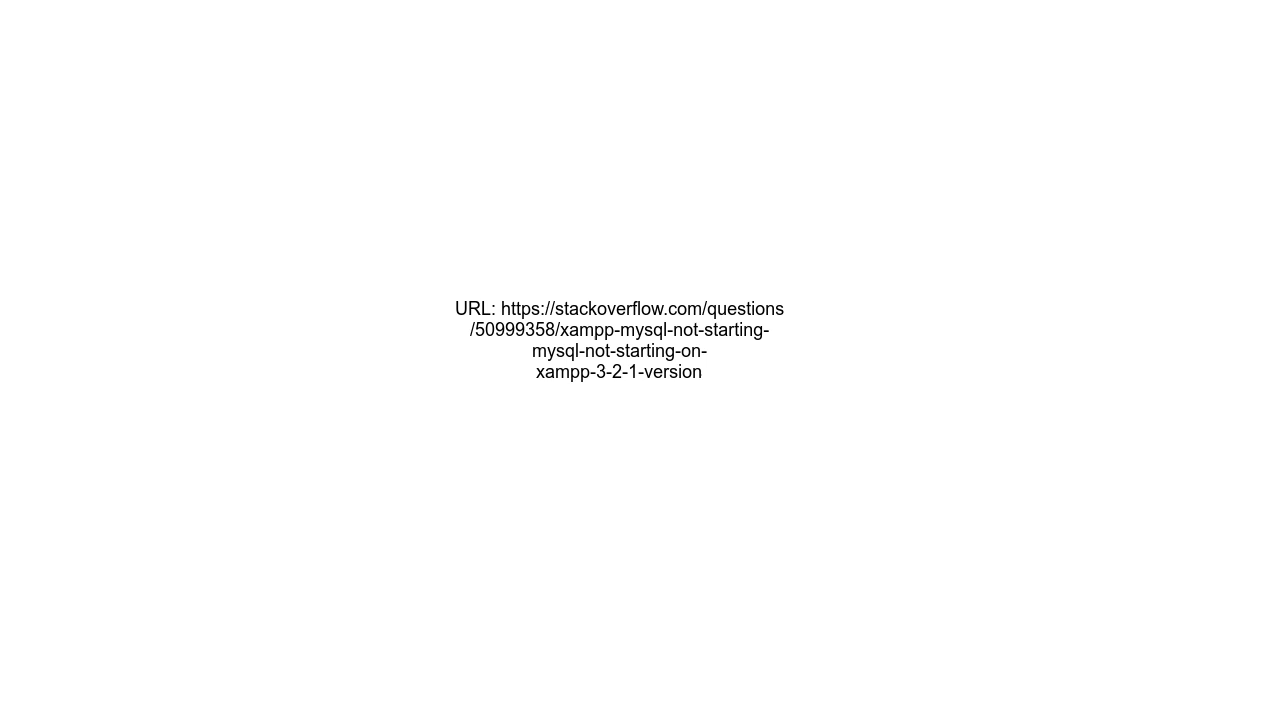 URL: https://stackoverflow.com/questions
/50999358/xampp-mysql-not-starting-
mysql-not-starting-on-
xampp-3-2-1-version